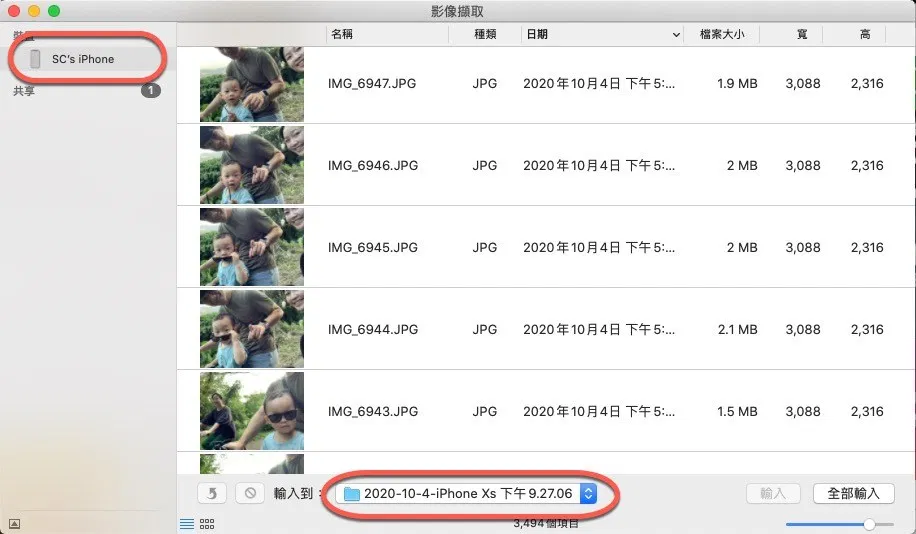 影像擷取
裝置
SC's iPhone
共享 1
名稱 種類 日期 檔案大小 寬 高
IMG_6947.JPG JPG 2020年10月4日 下午5:... 1.9 MB 3,088 2,316
IMG_6946.JPG JPG 2020年10月4日 下午5:... 2 MB 3,088 2,316
IMG_6945.JPG JPG 2020年10月4日 下午5:... 2 MB 3,088 2,316
IMG_6944.JPG JPG 2020年10月4日 下午5:... 2.1 MB 3,088 2,316
IMG_6943.JPG JPG 2020年10月4日 下午5:... 1.5 MB 3,088 2,316
輸入到： 2020-10-4-iPhone Xs 下午9.27.06 輸入 全部輸入
3,494個項目